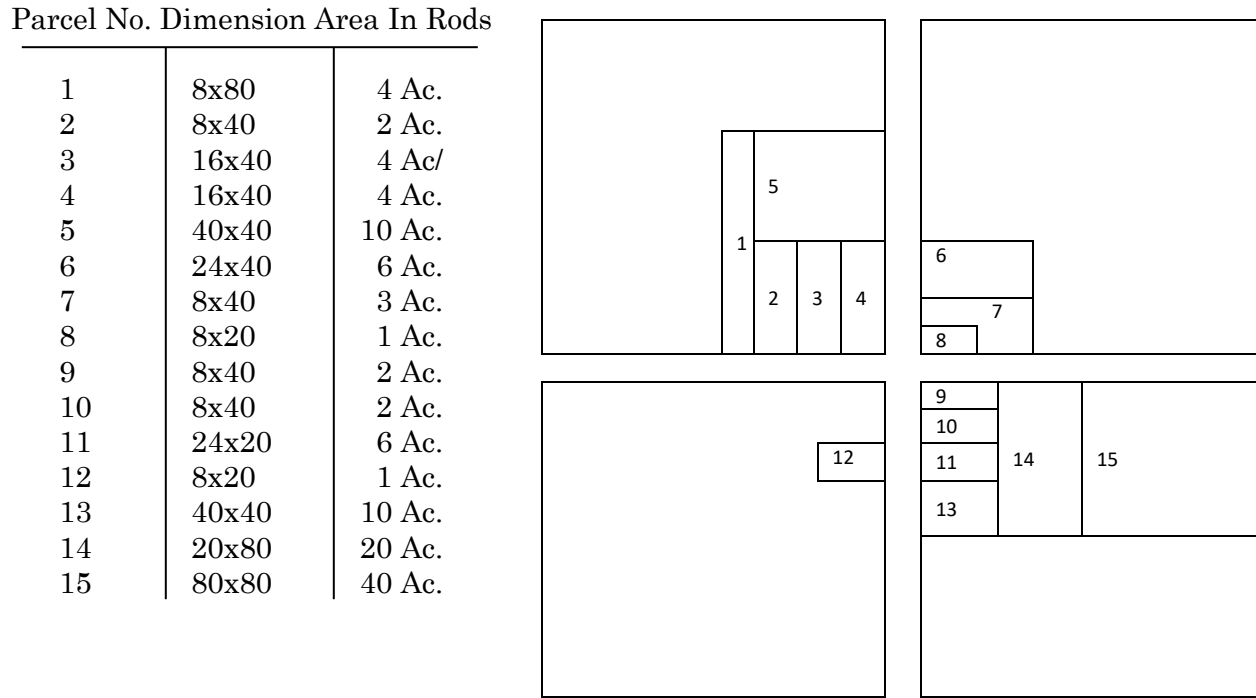 Parcel No. Dimension Area In Rods
1 8x80 4 Ac.
2 8x40 2 Ac.
3 16x40 4 Ac/
4 16x40 4 Ac.
5 40x40 10 Ac.
6 24x40 6 Ac.
7 8x40 3 Ac.
8 8x20 1 Ac.
9 8x40 2 Ac.
10 8x40 2 Ac.
11 24x20 6 Ac.
12 8x20 1 Ac.
13 40x40 10 Ac.
14 20x80 20 Ac.
15 80x80 40 Ac.
5
1
2 3 4
6
7
8
12
9
10
11 14 15
13